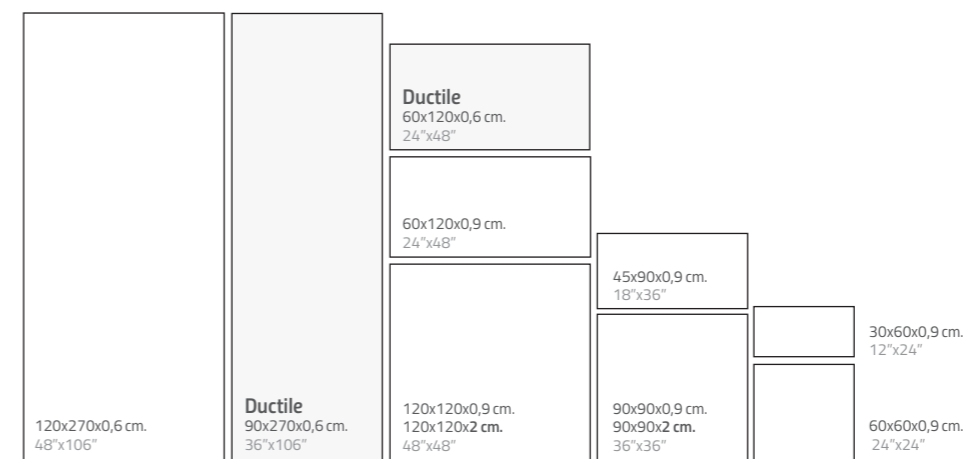 120x270x0,6 cm.
48”x106”
Ductile
90x270x0,6 cm.
36”x106”
Ductile
60x120x0,6 cm.
24”x48”
60x120x0,9 cm.
24”x48”
120x120x0,9 cm.
120x120x2 cm.
48”x48”
45x90x0,9 cm.
18”x36”
90x90x0,9 cm.
90x90x2 cm.
36”x36”
30x60x0,9 cm.
12”x24”
60x60x0,9 cm.
24”x24”